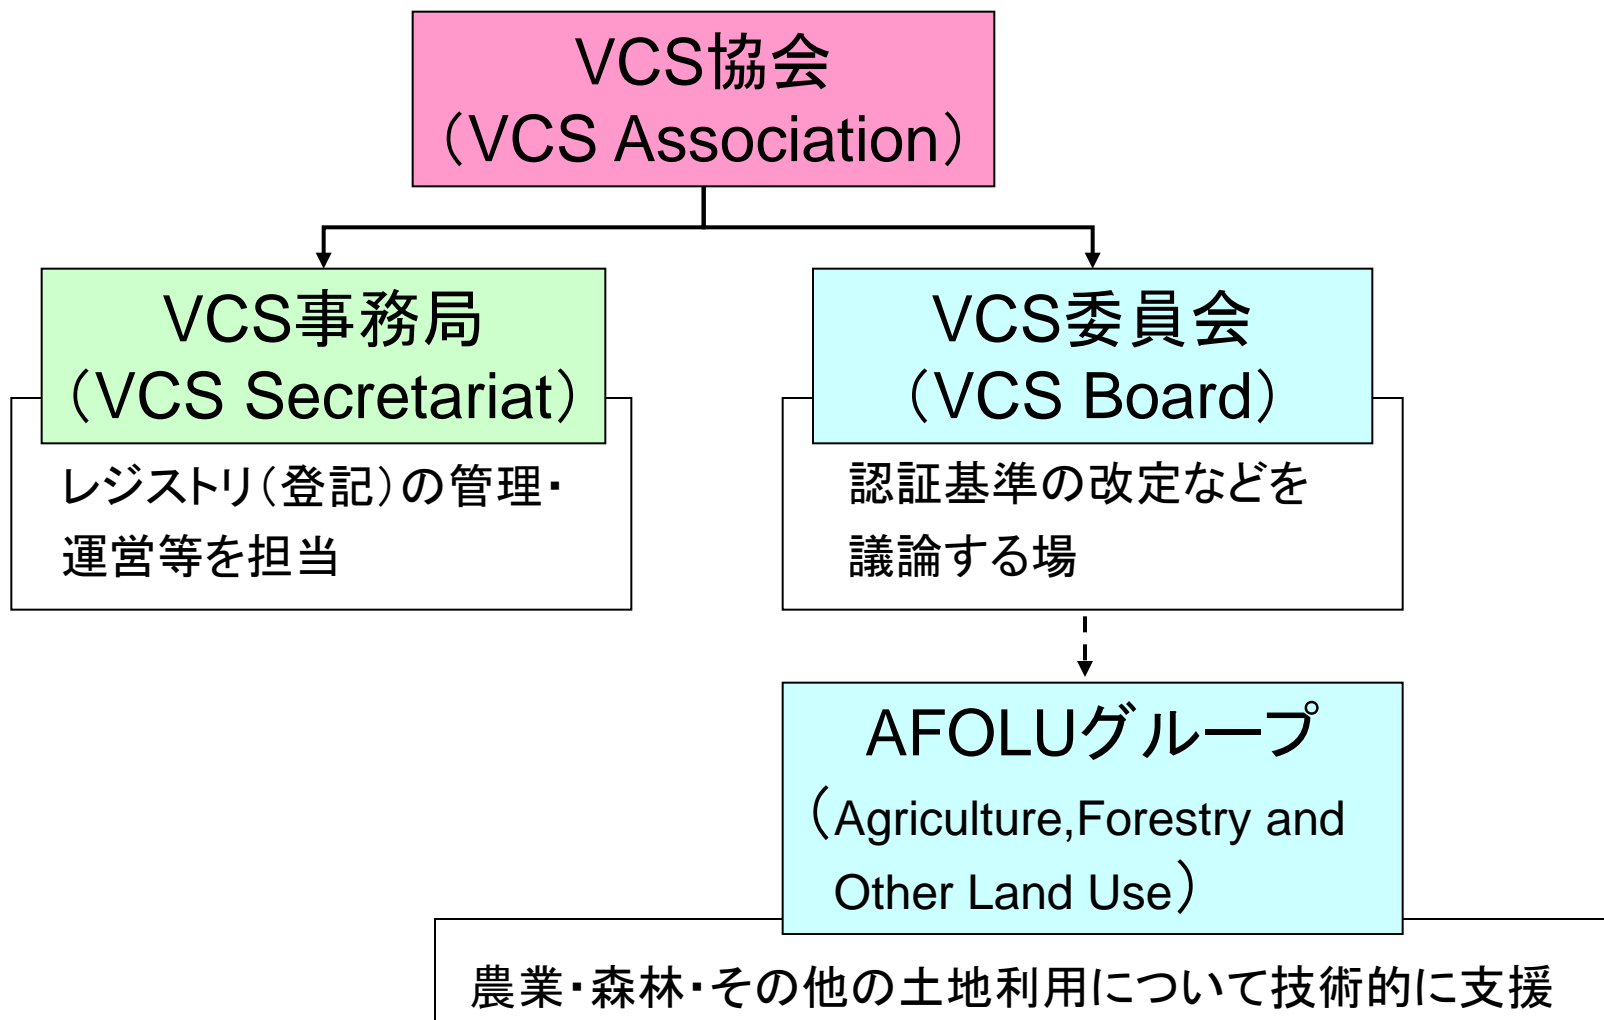 VCS協会
（VCS Association）
VCS事務局
（VCS Secretariat）
レジストリ（登記）の管理・
運営等を担当
VCS委員会
（VCS Board）
認証基準の改定などを
議論する場
AFOLUグループ
（Agriculture,Forestry and
Other Land Use）
農業・森林・その他の土地利用について技術的に支援